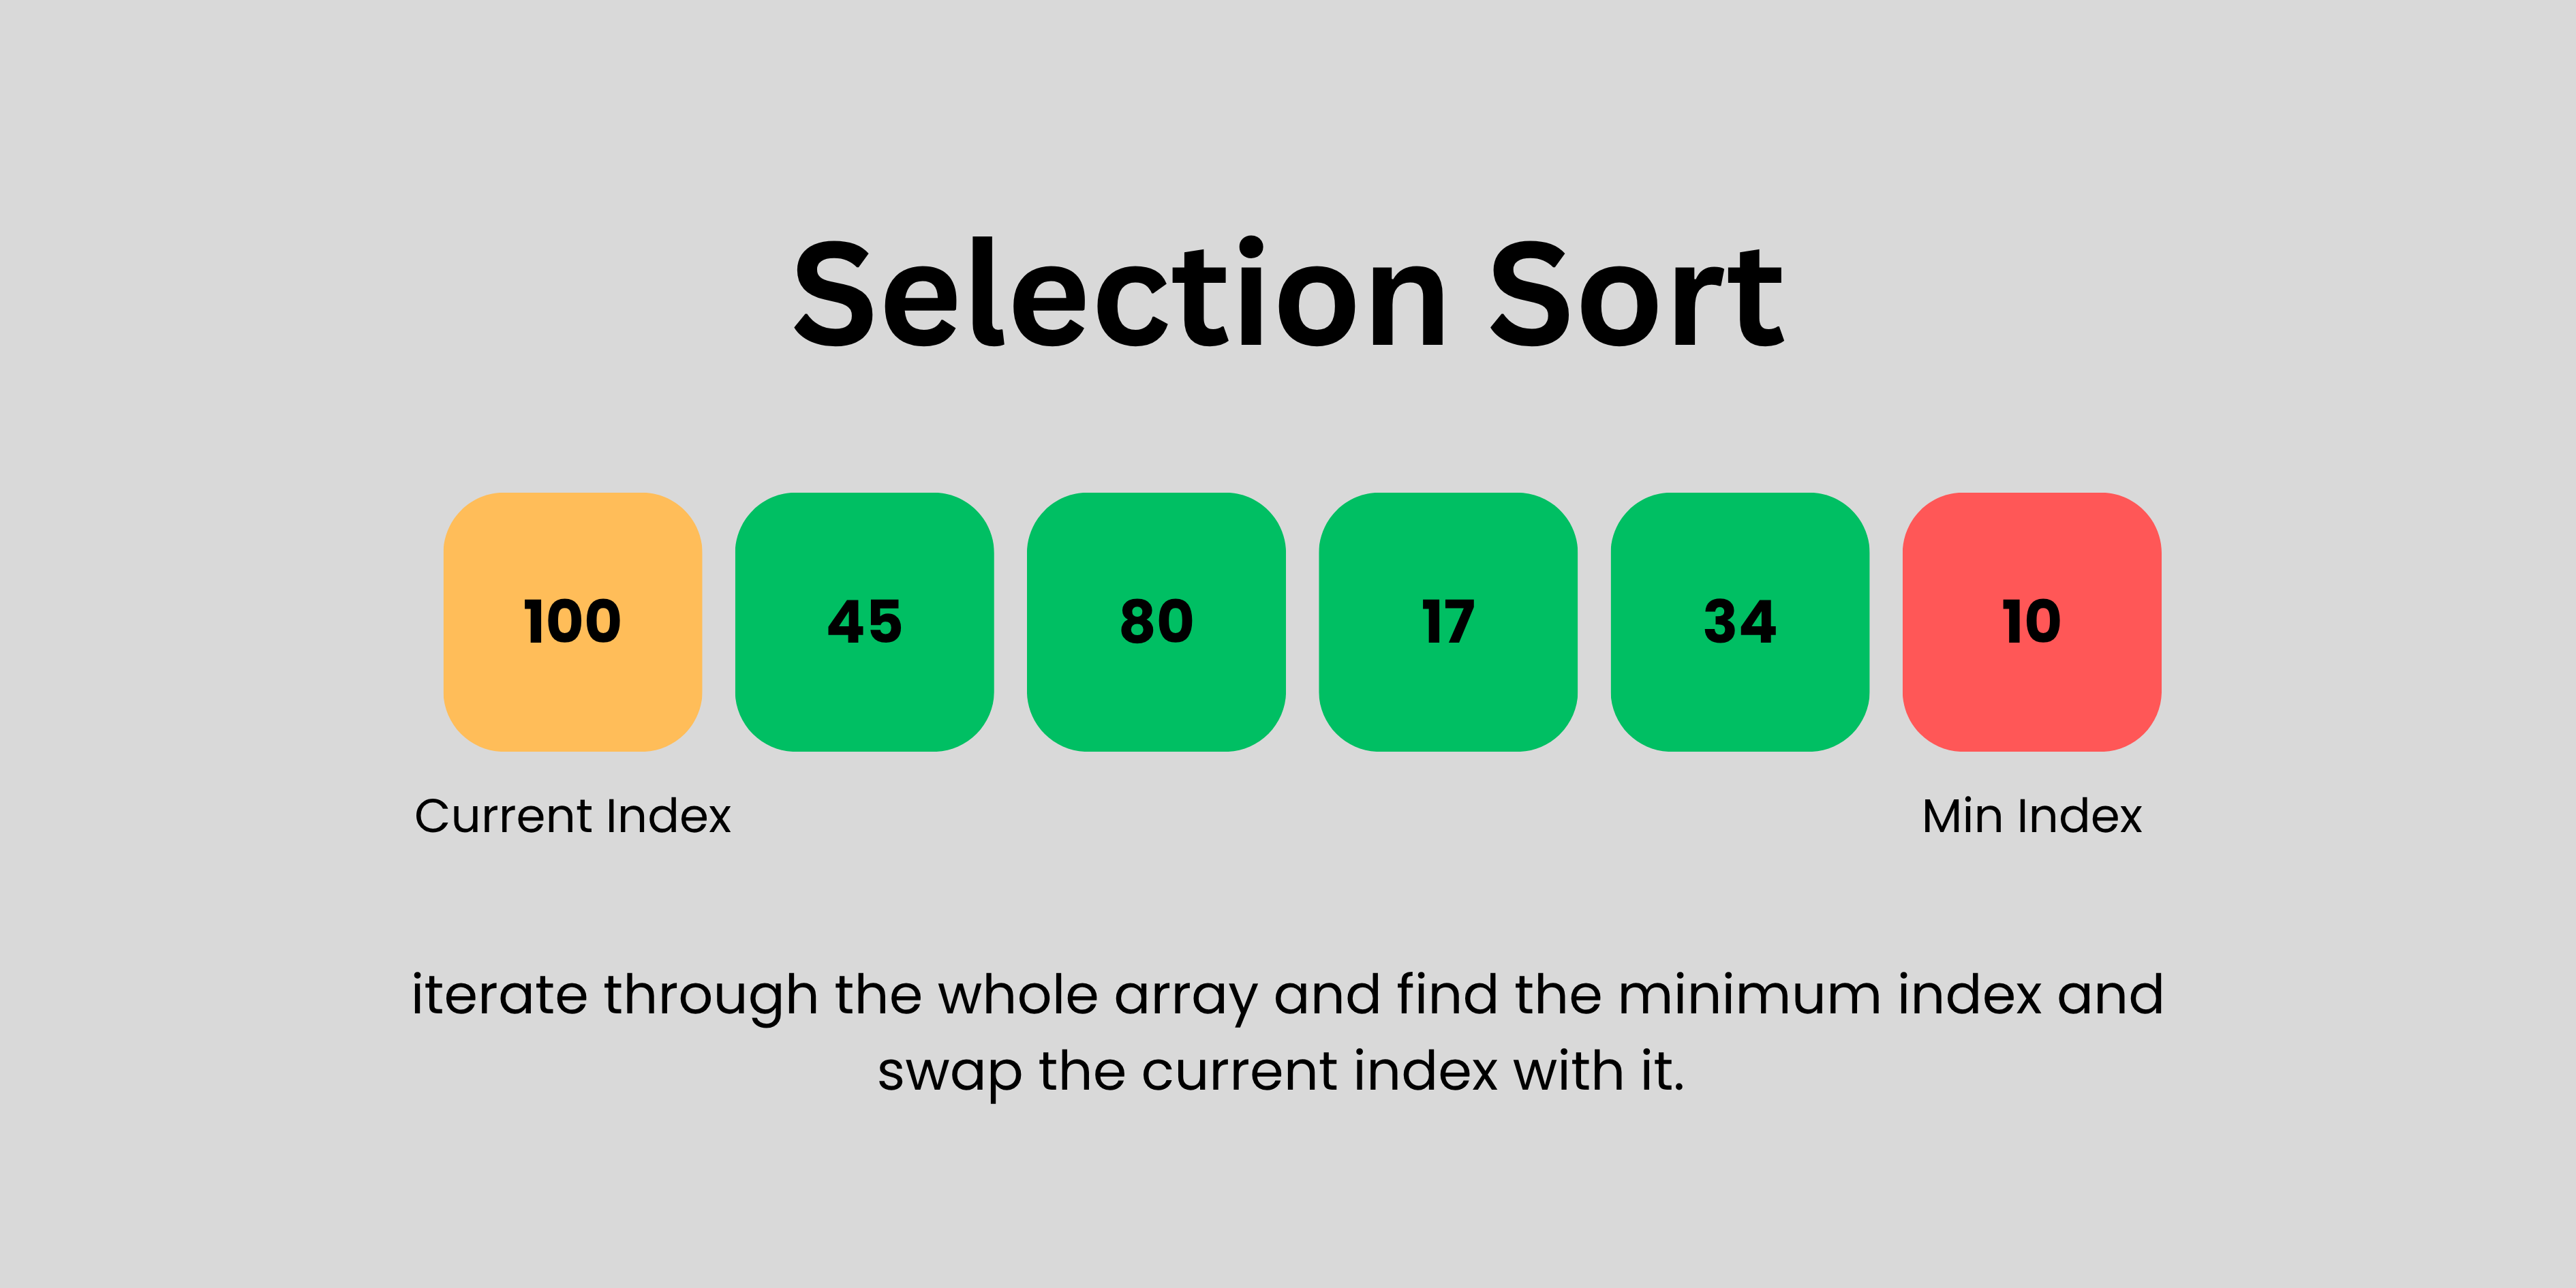 Selection Sort
100 45 80 17 34 10
Current Index Min Index
iterate through the whole array and find the minimum index and
swap the current index with it.